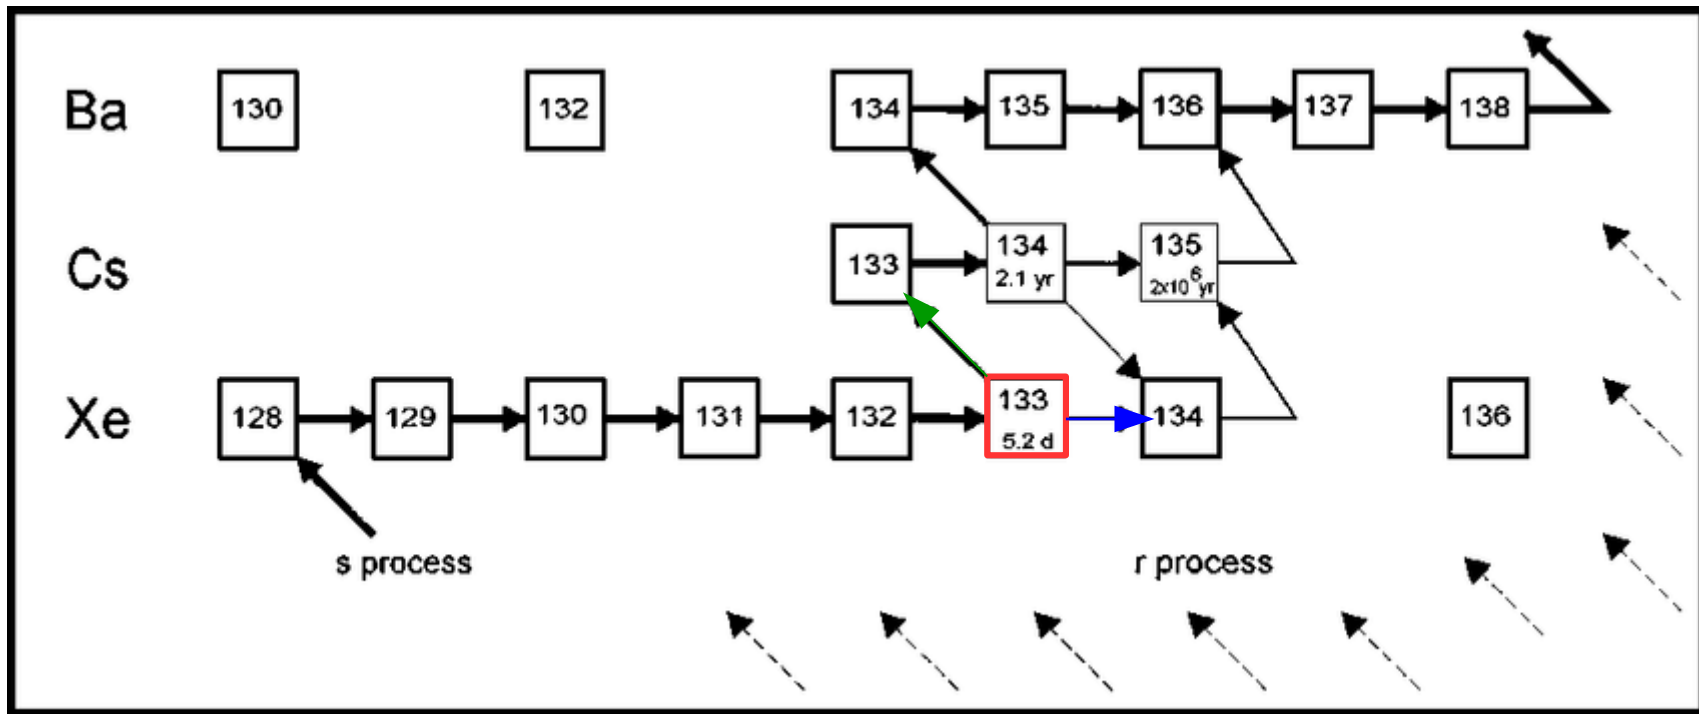 Ba 130 132 134 135 136 137 138
Cs 133 134 135
2.1 yr 2x10⁶yr
Xe 128 129 130 131 132 133 134 136
5.2 d
s process r process